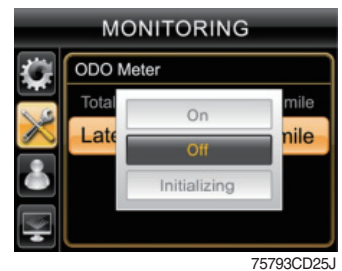 MONITORING
ODO Meter
Total mile
On
Late mile
Off
Initializing
75793CD25J